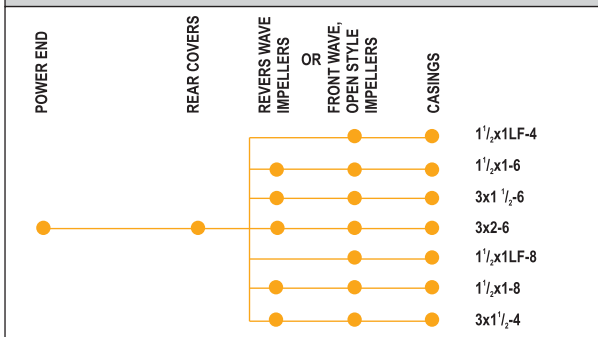 POWER END
REAR COVERS
REVERS WAVE
IMPELLERS
OR
FRONT WAVE,
OPEN STYLE
IMPELLERS
CASINGS
1 1/2x1LF-4
1 1/2x1-6
3x1 1/2-6
3x2-6
1 1/2x1LF-8
1 1/2x1-8
3x1 1/2-4